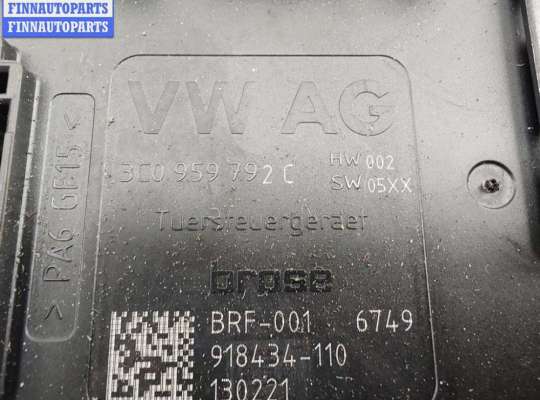 FINNAUTOPARTS
FINNAUTOPARTS
VW AG
3C0 959 792 C
HW 002
SW 05XX
Tuersteuergeraet
brose
BRF-001 6749
918434-110
130221
> PA6 GF15 <